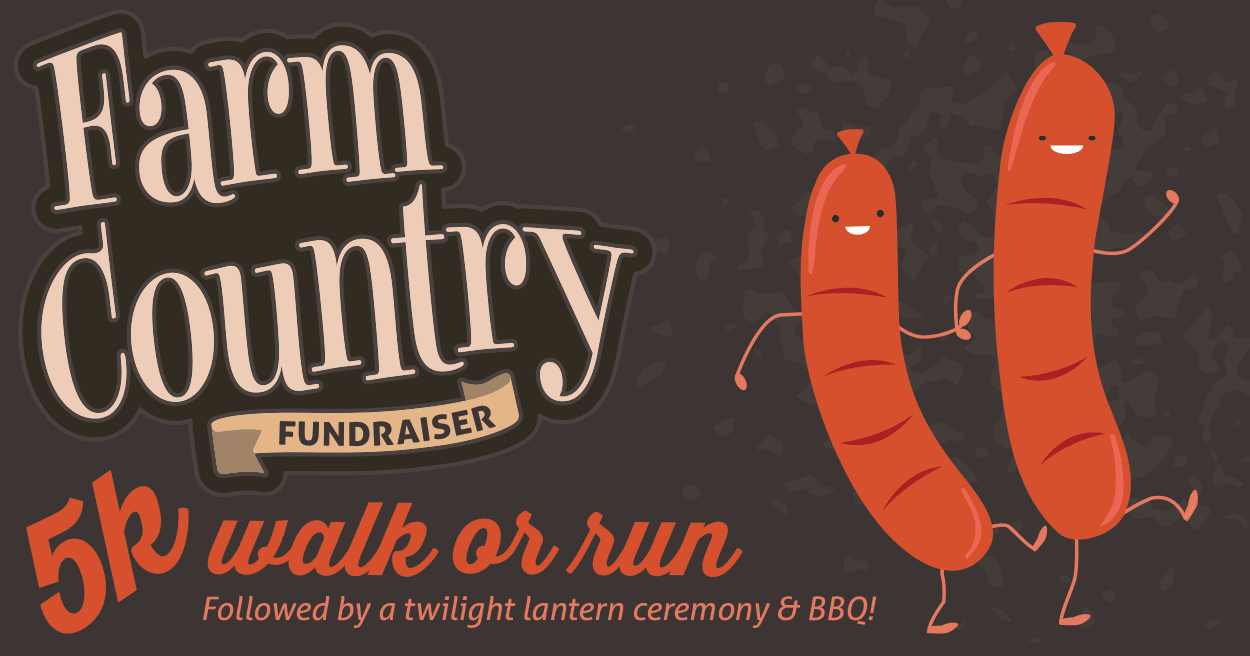 Farm
Country
FUNDRAISER
5k walk or run
Followed by a twilight lantern ceremony & BBQ!